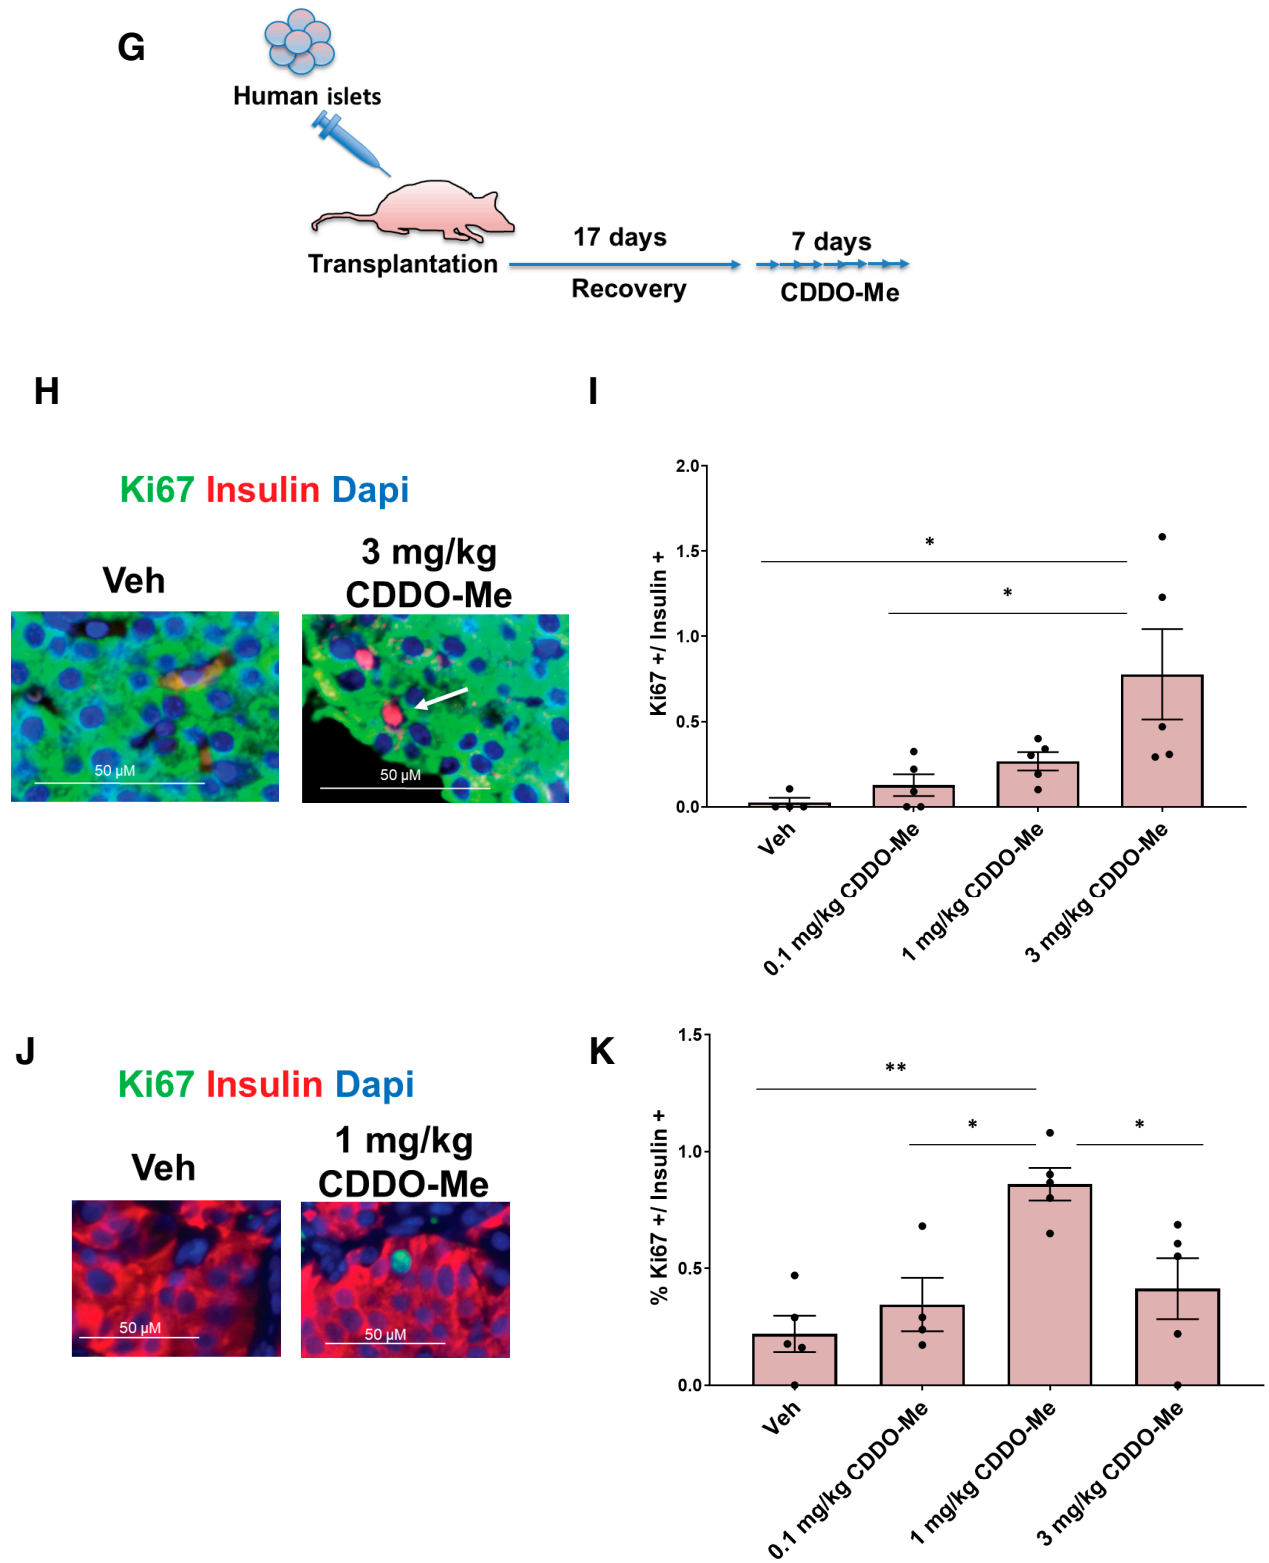 G
Human islets
Transplantation
17 days
Recovery
7 days
CDDO-Me
H
Ki67 Insulin Dapi
Veh
3 mg/kg
CDDO-Me
50 µM
50 µM
I
Ki67 +/ Insulin +
2.0
1.5
1.0
0.5
0.0
*
*
Veh
0.1 mg/kg CDDO-Me
1 mg/kg CDDO-Me
3 mg/kg CDDO-Me
J
Ki67 Insulin Dapi
Veh
1 mg/kg
CDDO-Me
50 µM
50 µM
K
% Ki67 +/ Insulin +
1.5
1.0
0.5
0.0
**
*
*
Veh
0.1 mg/kg CDDO-Me
1 mg/kg CDDO-Me
3 mg/kg CDDO-Me